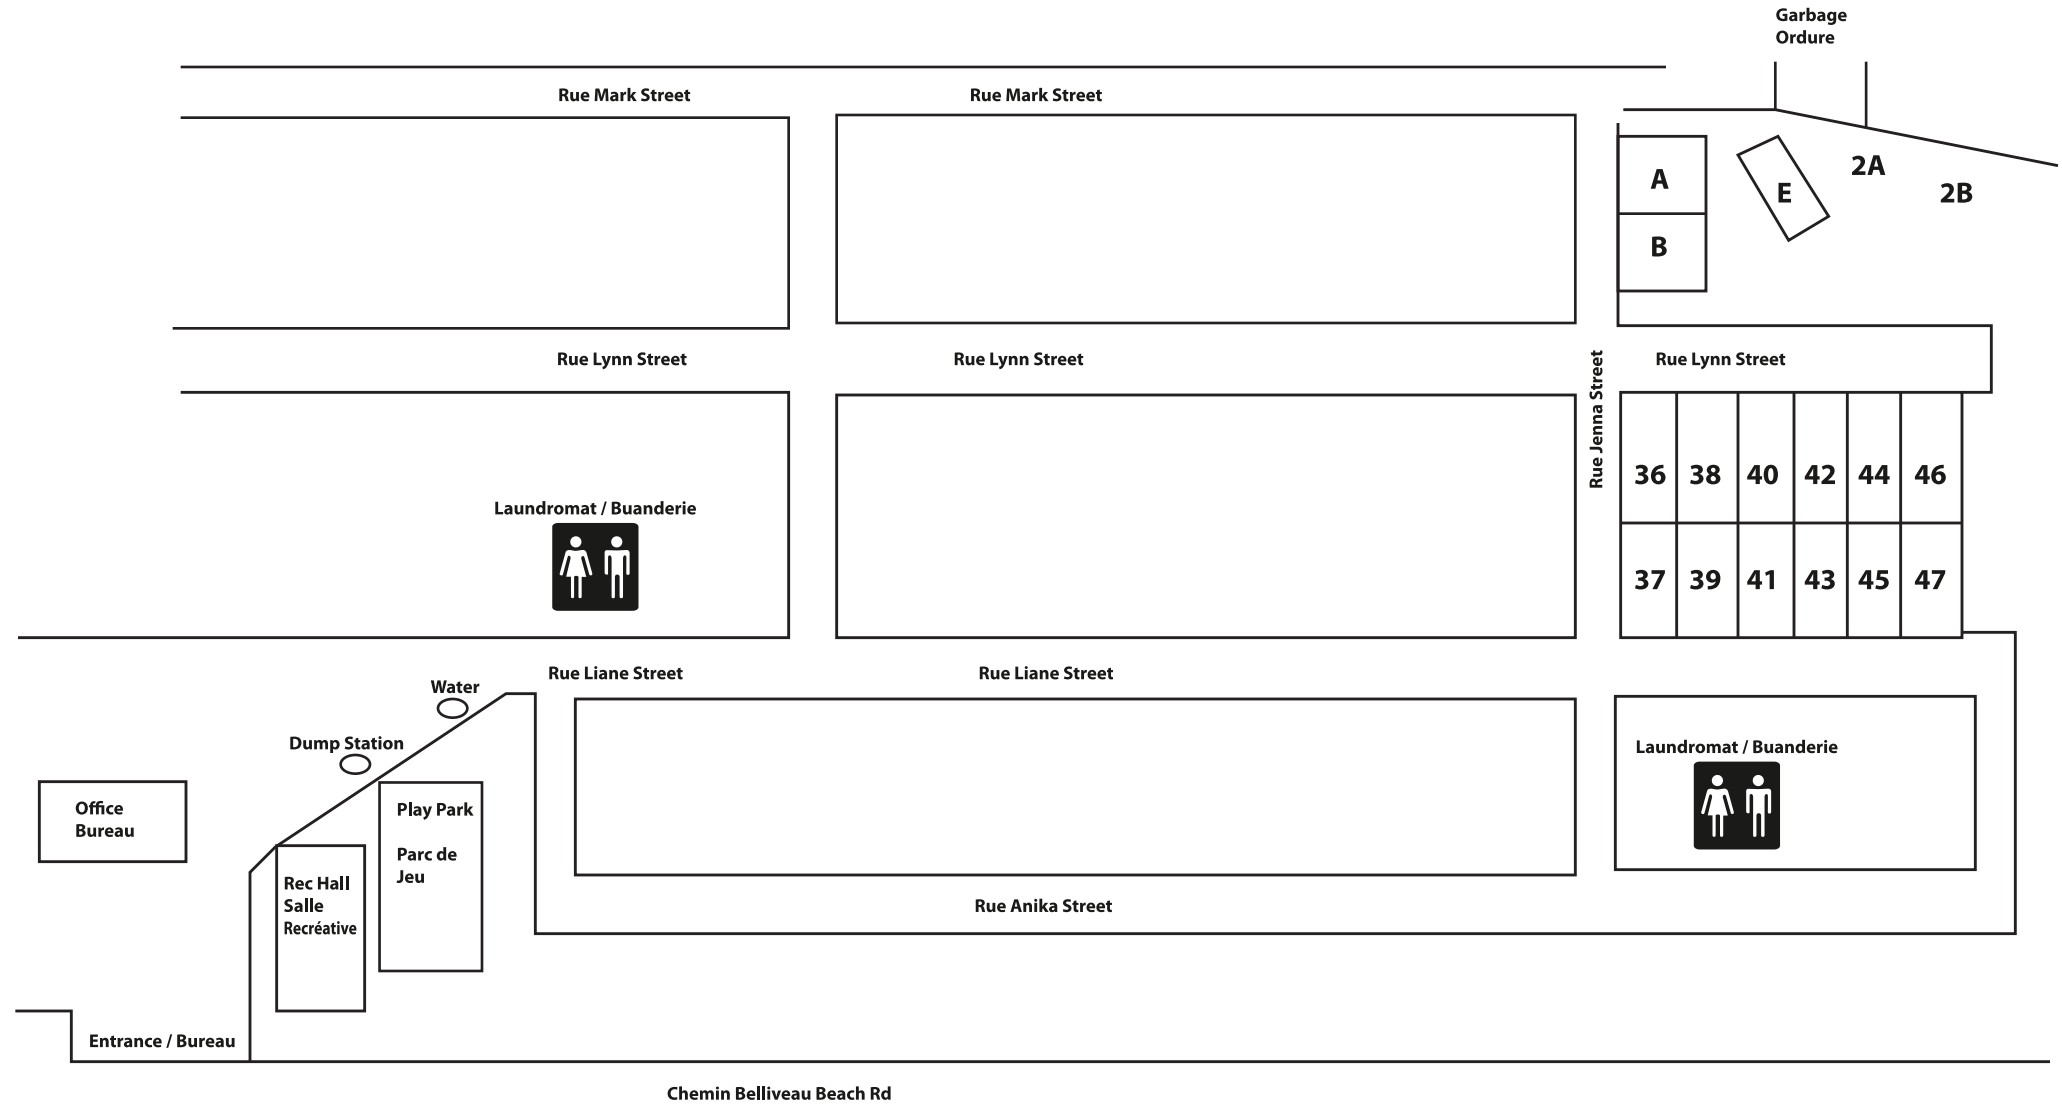 Garbage
Ordure
Rue Mark Street
Rue Mark Street
A
B
E
2A
2B
Rue Lynn Street
Rue Lynn Street
Rue Lynn Street
Rue Jenna Street
36 38 40 42 44 46
37 39 41 43 45 47
Laundromat / Buanderie
Rue Liane Street
Rue Liane Street
Water
Dump Station
Office
Bureau
Play Park
Parc de
Jeu
Rec Hall
Salle
Recréative
Laundromat / Buanderie
Rue Anika Street
Entrance / Bureau
Chemin Belliveau Beach Rd